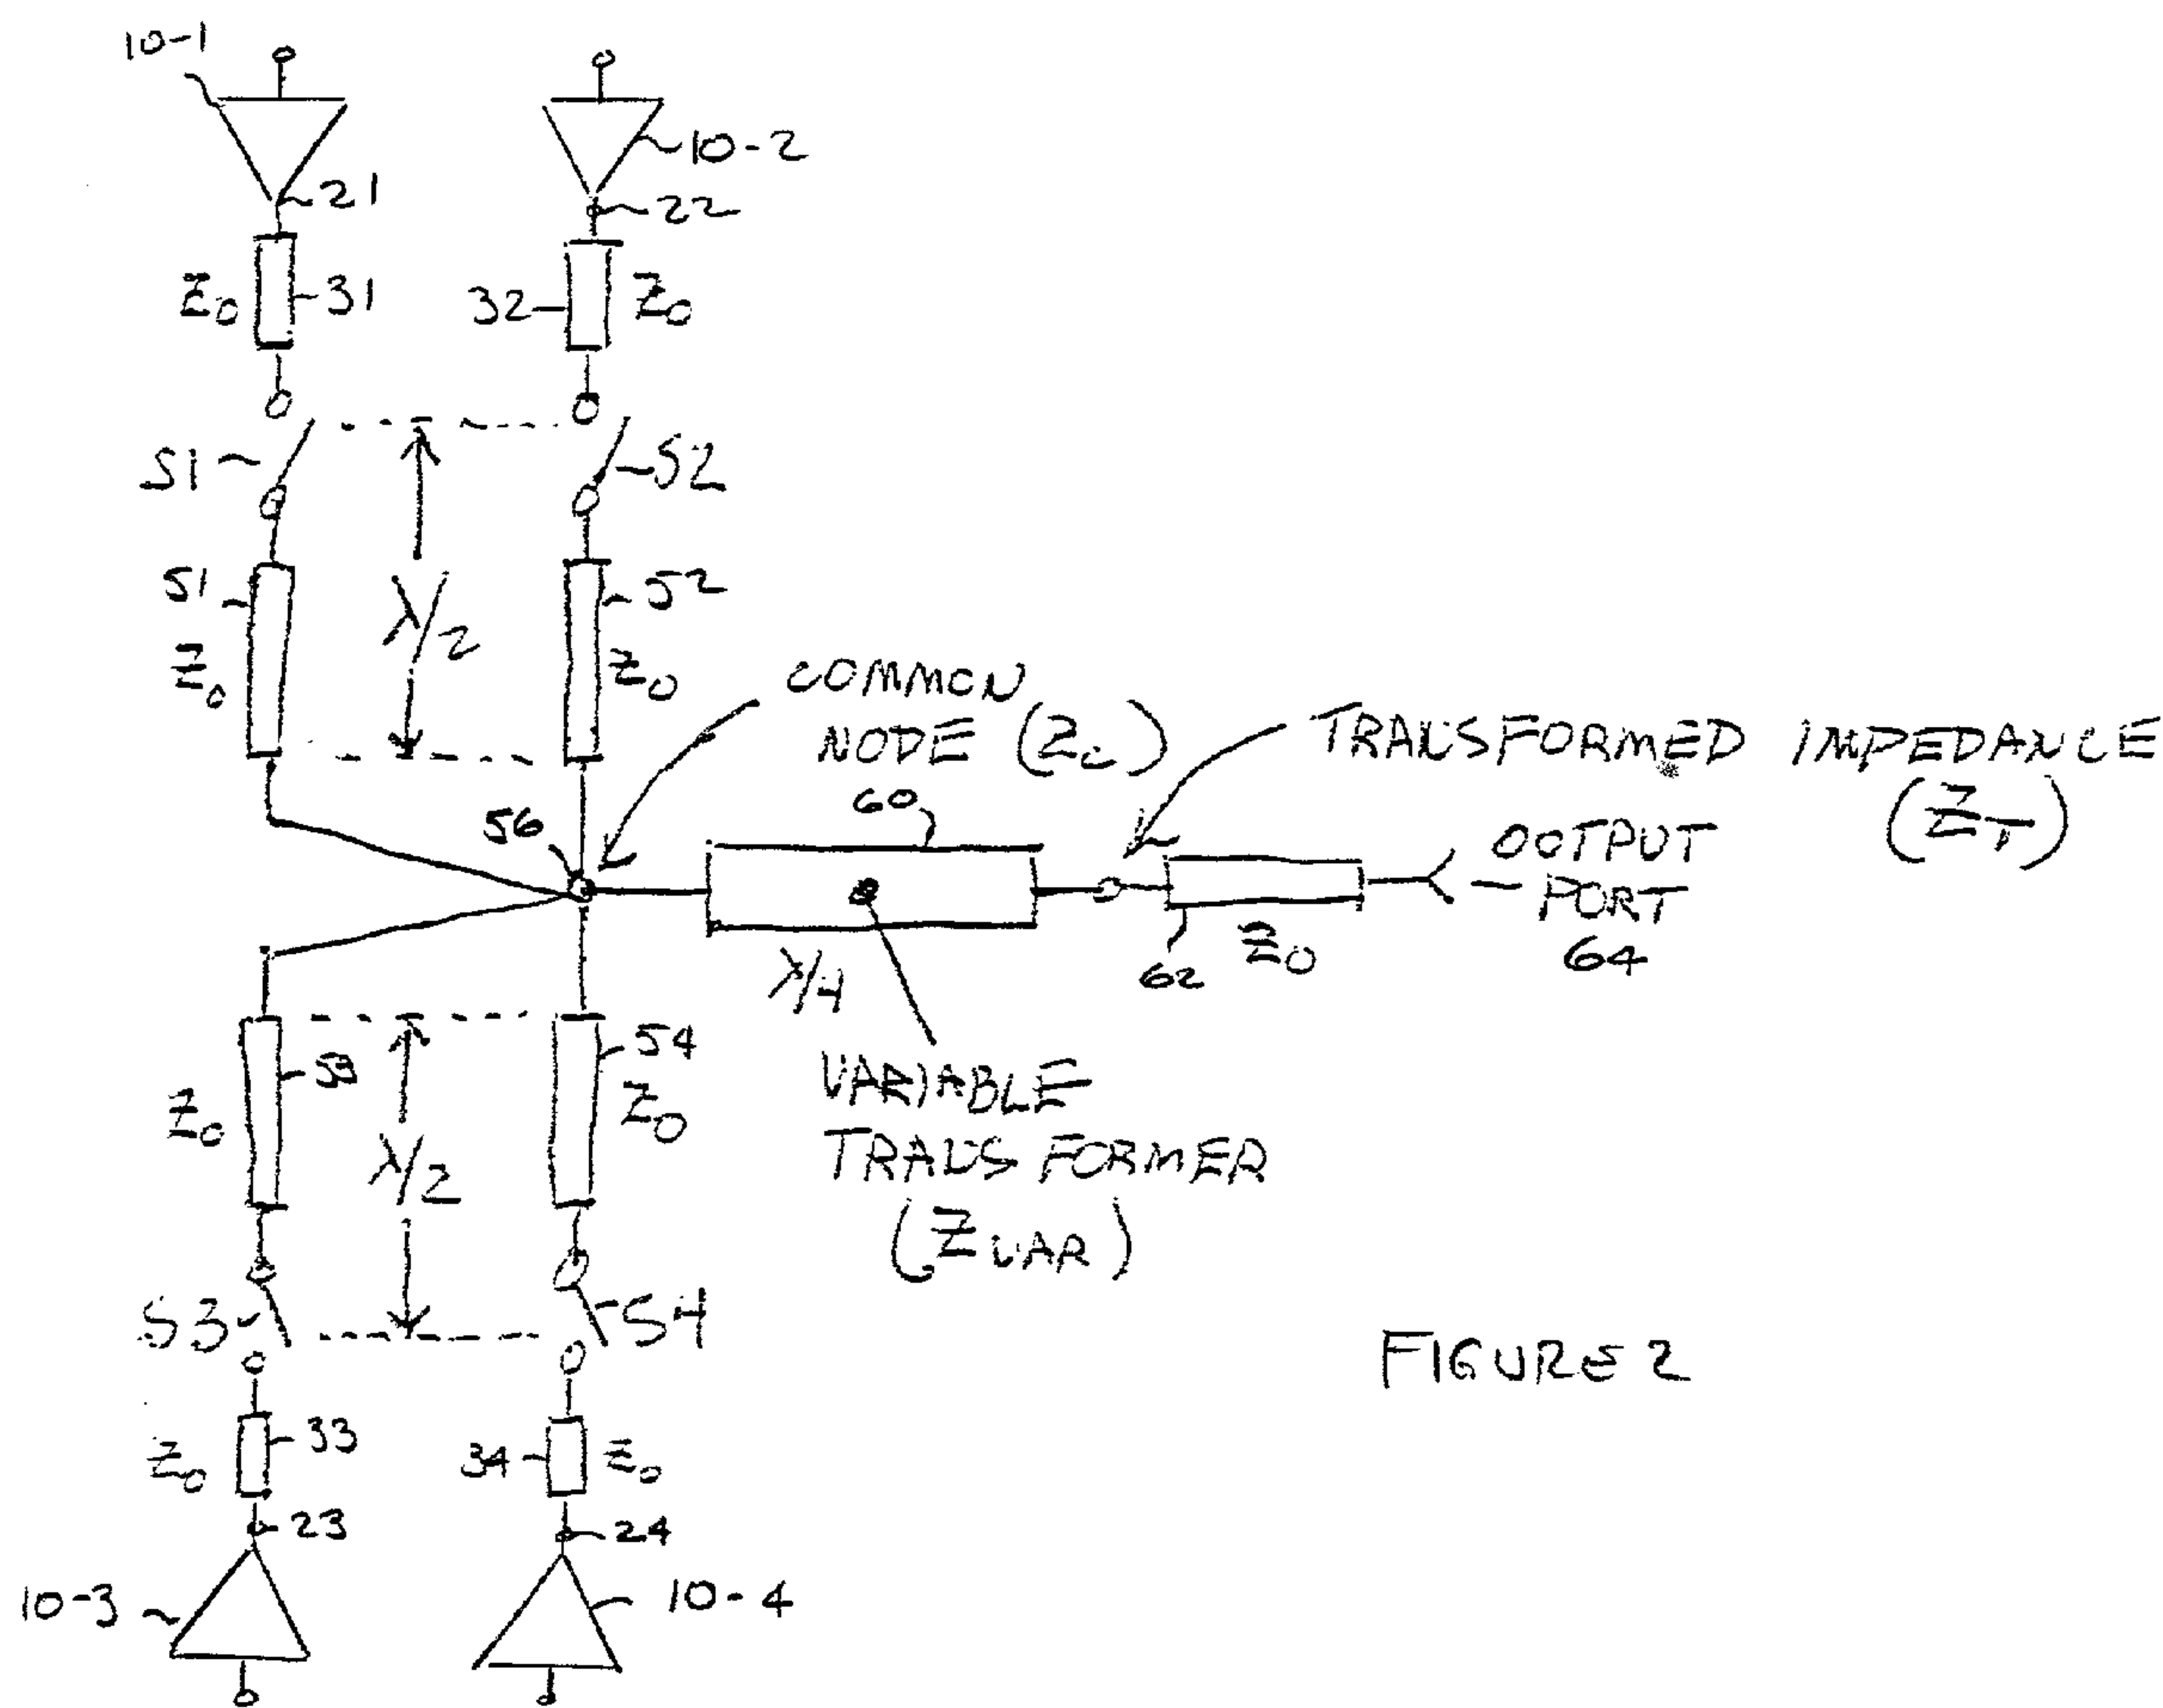 10-1
10-2
21
22
Z0
31
32
Z0
S1
S2
51
52
λ/2
Z0
Z0
COMMON
NODE (Zc)
TRANSFORMED IMPEDANCE
(ZT)
56
60
OUTPUT
PORT
64
λ/4
62
Z0
53
54
Z0
Z0
λ/2
VARIABLE
TRANSFORMER
(ZVAR)
S3
S4
FIGURE 2
33
Z0
34
Z0
23
24
10-3
10-4